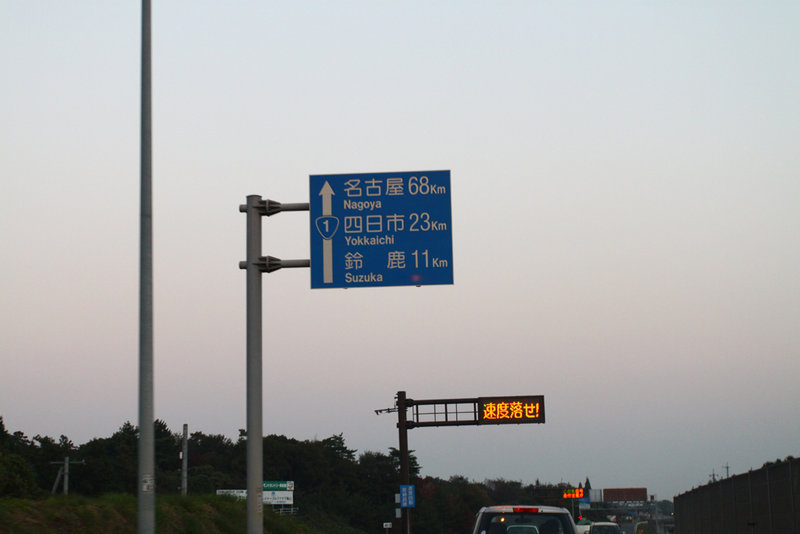 名古屋 68Km
Nagoya
1
四日市 23Km
Yokkaichi
鈴鹿 11Km
Suzuka
速度落せ!